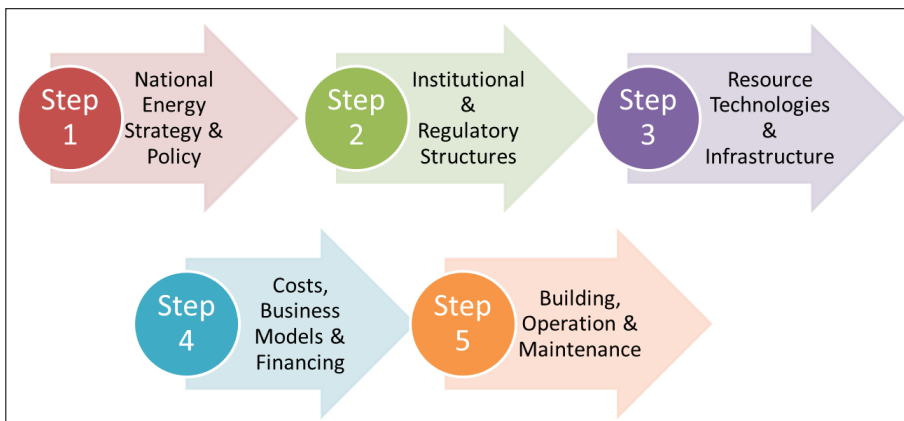 Step
1
National
Energy
Strategy &
Policy
Step
2
Institutional
&
Regulatory
Structures
Step
3
Resource
Technologies
&
Infrastructure
Step
4
Costs,
Business
Models &
Financing
Step
5
Building,
Operation &
Maintenance